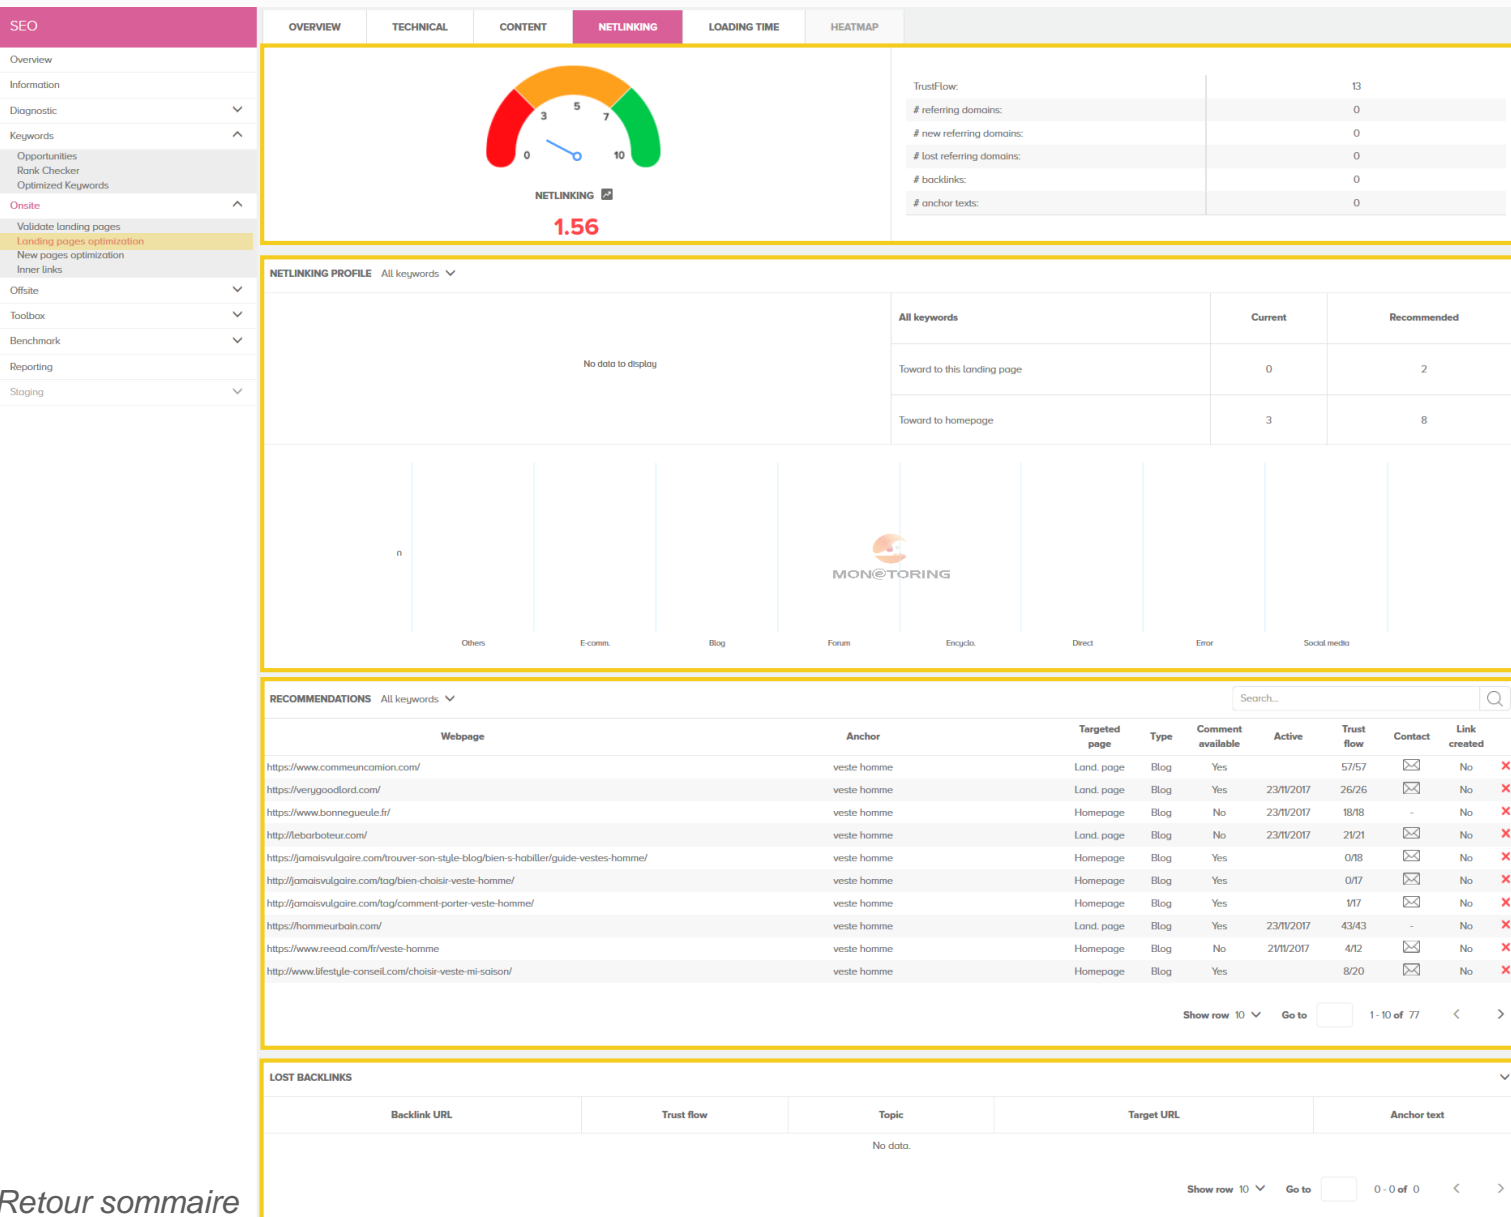 SEO
Overview
Information
Diagnostic
Keywords
Opportunities
Rank Checker
Optimized Keywords
Onsite
Validate landing pages
Landing pages optimization
New pages optimization
Inner links
Offsite
Toolbox
Benchmark
Reporting
Staging
OVERVIEW TECHNICAL CONTENT NETLINKING LOADING TIME HEATMAP
0 3 5 7 10
NETLINKING
1.56
TrustFlow: 13
# referring domains: 0
# new referring domains: 0
# lost referring domains: 0
# backlinks: 0
# anchor texts: 0
NETLINKING PROFILE All keywords
No data to display
All keywords Current Recommended
Toward to this landing page 0 2
Toward to homepage 3 8
n
MON@TORING
Others E-comm. Blog Forum Encyclo. Direct Error Social media
RECOMMENDATIONS All keywords Search...
Webpage Anchor Targeted page Type Comment available Active Trust flow Contact Link created
https://www.commeuncamion.com/ veste homme Land. page Blog Yes 57/57 No
https://verygoodlord.com/ veste homme Land. page Blog Yes 23/11/2017 26/26 No
https://www.bonnegueule.fr/ veste homme Homepage Blog No 23/11/2017 18/18 - No
http://lebarboteur.com/ veste homme Land. page Blog No 23/11/2017 21/21 No
https://jamaisvulgaire.com/trouver-son-style-blog/bien-s-habiller/guide-vestes-homme/ veste homme Homepage Blog Yes 0/18 No
http://jamaisvulgaire.com/tag/bien-choisir-veste-homme/ veste homme Homepage Blog Yes 0/17 No
http://jamaisvulgaire.com/tag/comment-porter-veste-homme/ veste homme Homepage Blog Yes 1/17 No
https://hommeurbain.com/ veste homme Land. page Blog Yes 23/11/2017 43/43 - No
https://www.reeead.com/fr/veste-homme veste homme Homepage Blog No 21/11/2017 4/12 No
http://www.lifestyle-conseil.com/choisir-veste-mi-saison/ veste homme Homepage Blog Yes 8/20 No
Show row 10 Go to 1 - 10 of 77
LOST BACKLINKS
Backlink URL Trust flow Topic Target URL Anchor text
No data.
Show row 10 Go to 0 - 0 of 0
Retour sommaire